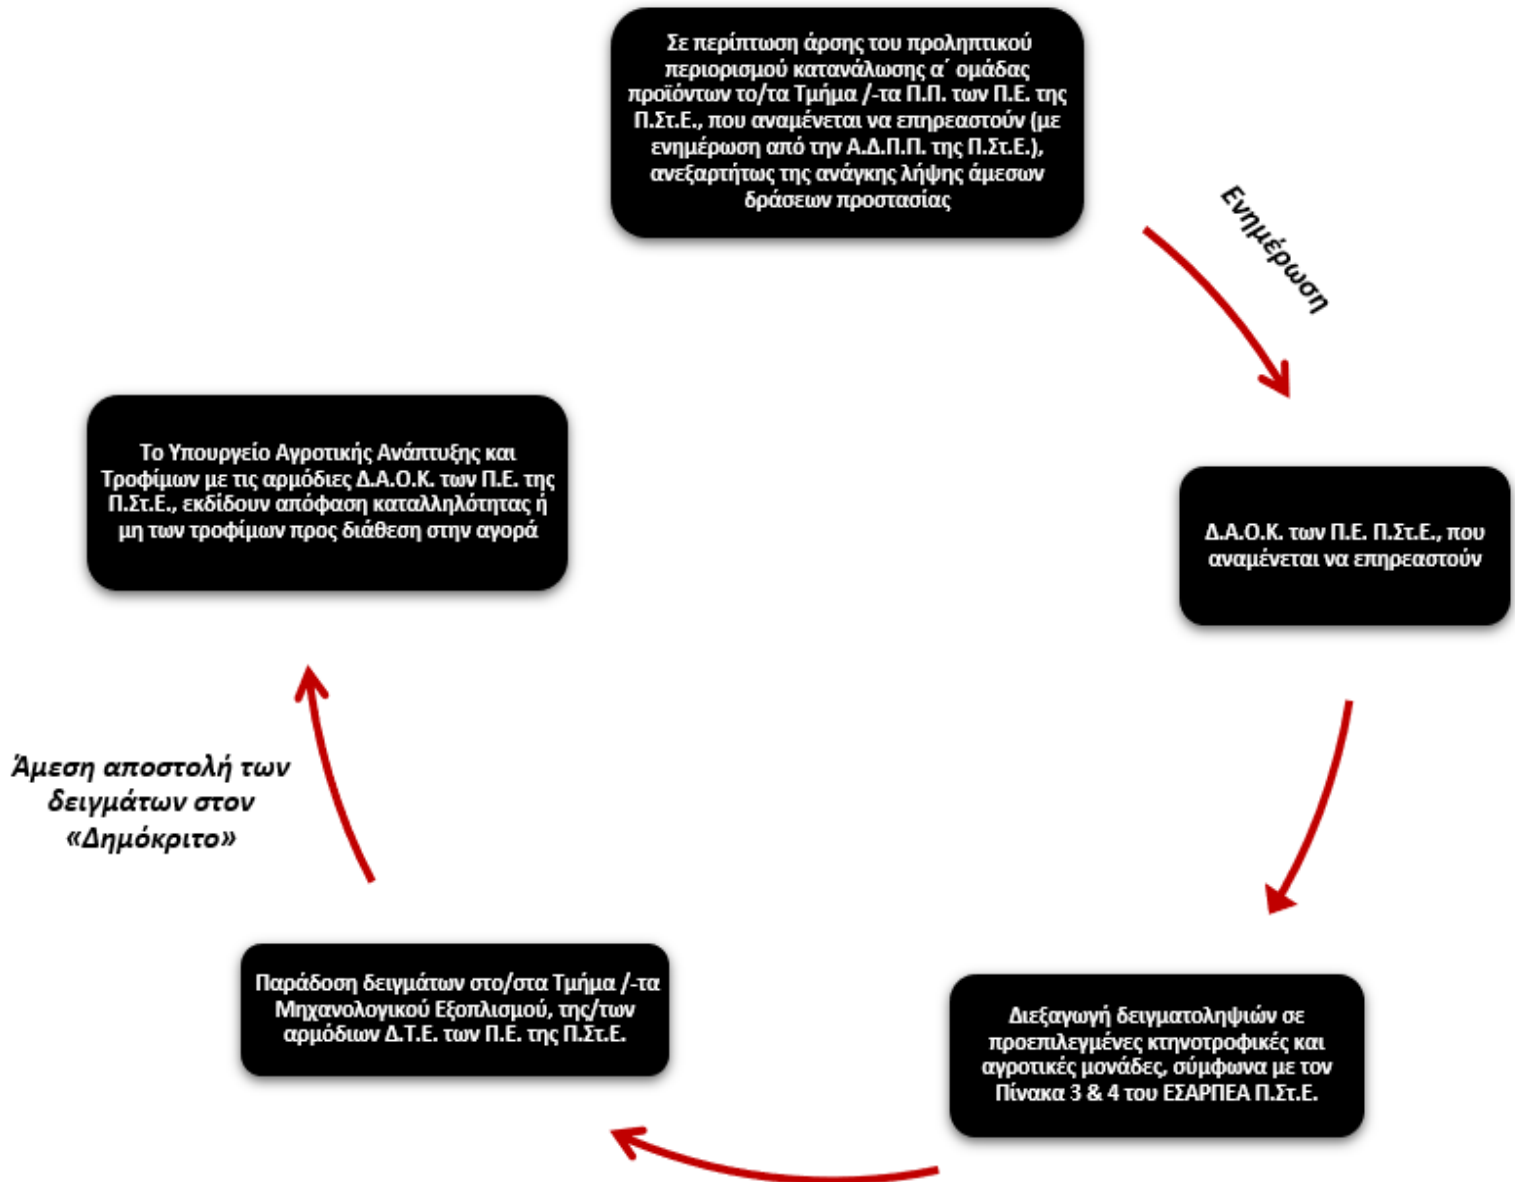 Σε περίπτωση άρσης του προληπτικού
περιορισμού κατανάλωσης α΄ ομάδας
προϊόντων το/τα Τμήμα /-τα Π.Π. των Π.Ε. της
Π.Στ.Ε., που αναμένεται να επηρεαστούν (με
ενημέρωση από την Α.Δ.Π.Π. της Π.Στ.Ε.),
ανεξαρτήτως της ανάγκης λήψης άμεσων
δράσεων προστασίας
Ενημέρωση
Δ.Α.Ο.Κ. των Π.Ε. Π.Στ.Ε., που
αναμένεται να επηρεαστούν
Διεξαγωγή δειγματοληψιών σε
προεπιλεγμένες κτηνοτροφικές και
αγροτικές μονάδες, σύμφωνα με τον
Πίνακα 3 & 4 του ΕΣΑΡΠΕΑ Π.Στ.Ε.
Παράδοση δειγμάτων στο/στα Τμήμα /-τα
Μηχανολογικού Εξοπλισμού, της/των
αρμόδιων Δ.Τ.Ε. των Π.Ε. της Π.Στ.Ε.
Άμεση αποστολή των
δειγμάτων στον
«Δημόκριτο»
Το Υπουργείο Αγροτικής Ανάπτυξης και
Τροφίμων με τις αρμόδιες Δ.Α.Ο.Κ. των Π.Ε. της
Π.Στ.Ε., εκδίδουν απόφαση καταλληλότητας ή
μη των τροφίμων προς διάθεση στην αγορά